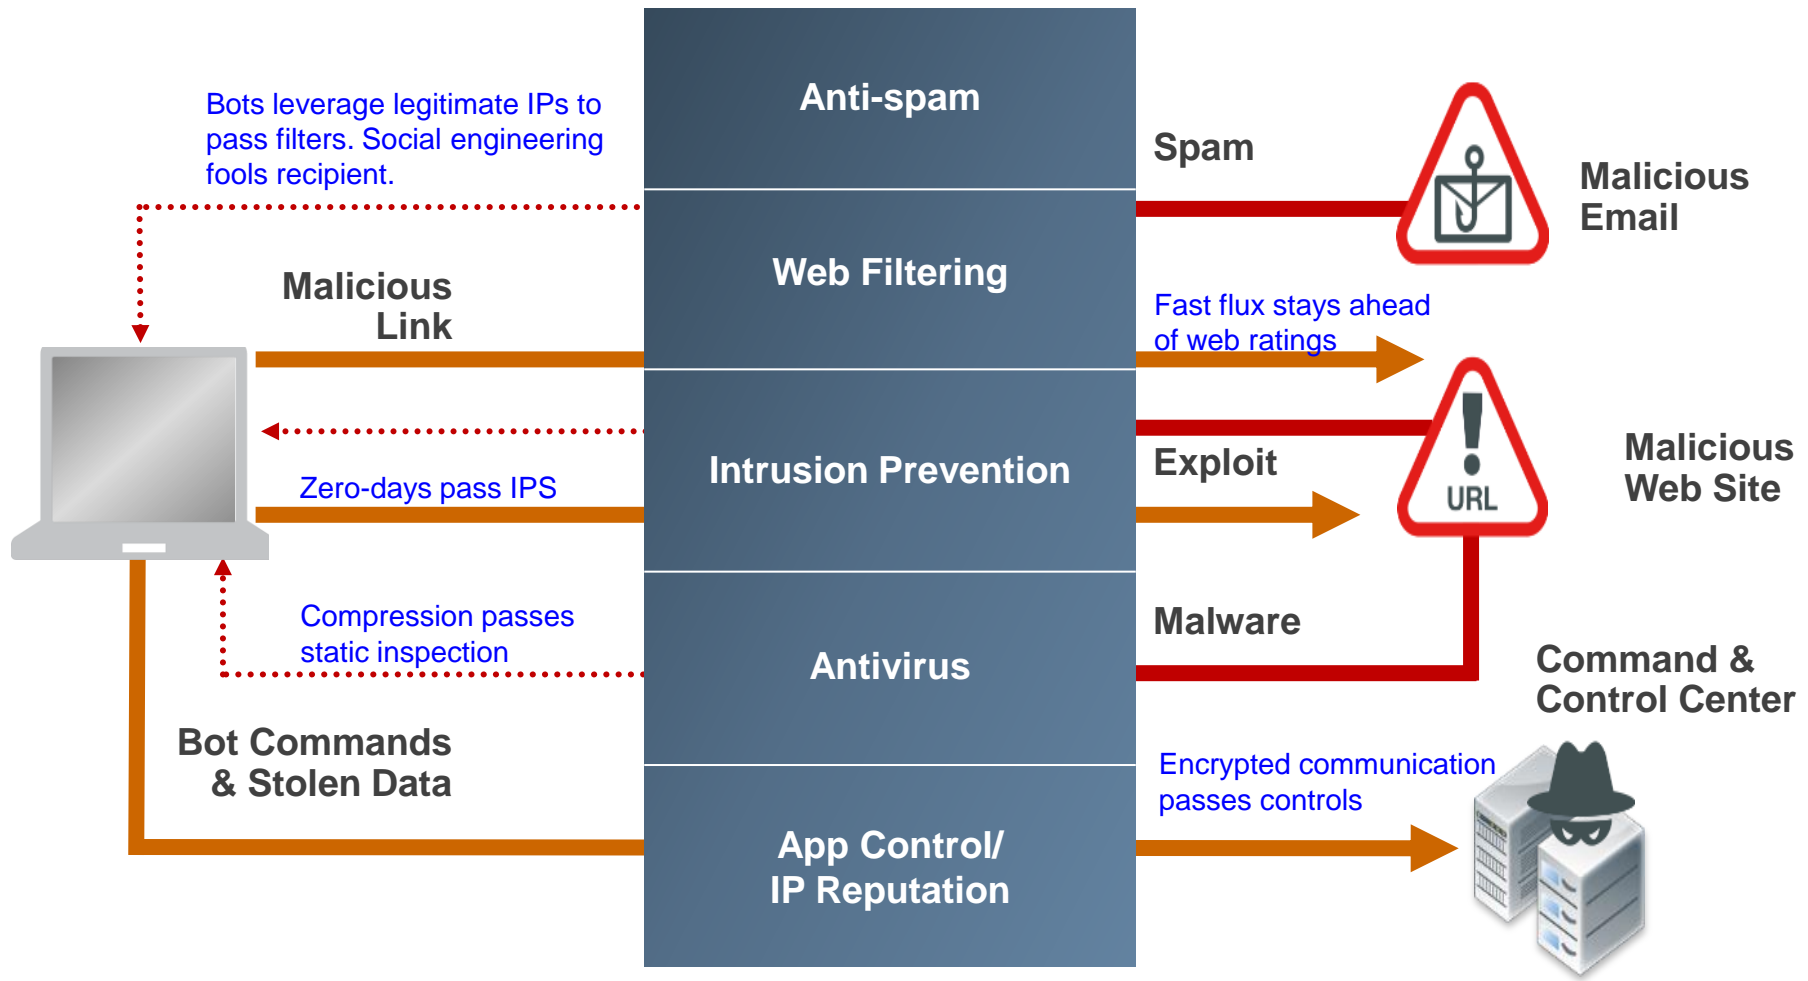 Anti-spam
Bots leverage legitimate IPs to
pass filters. Social engineering
fools recipient.
Spam
Malicious
Email
Web Filtering
Malicious
Link
Fast flux stays ahead
of web ratings
Intrusion Prevention
Exploit
URL
Malicious
Web Site
Zero-days pass IPS
Compression passes
static inspection
Antivirus
Malware
Command &
Control Center
Bot Commands
& Stolen Data
Encrypted communication
passes controls
App Control/
IP Reputation